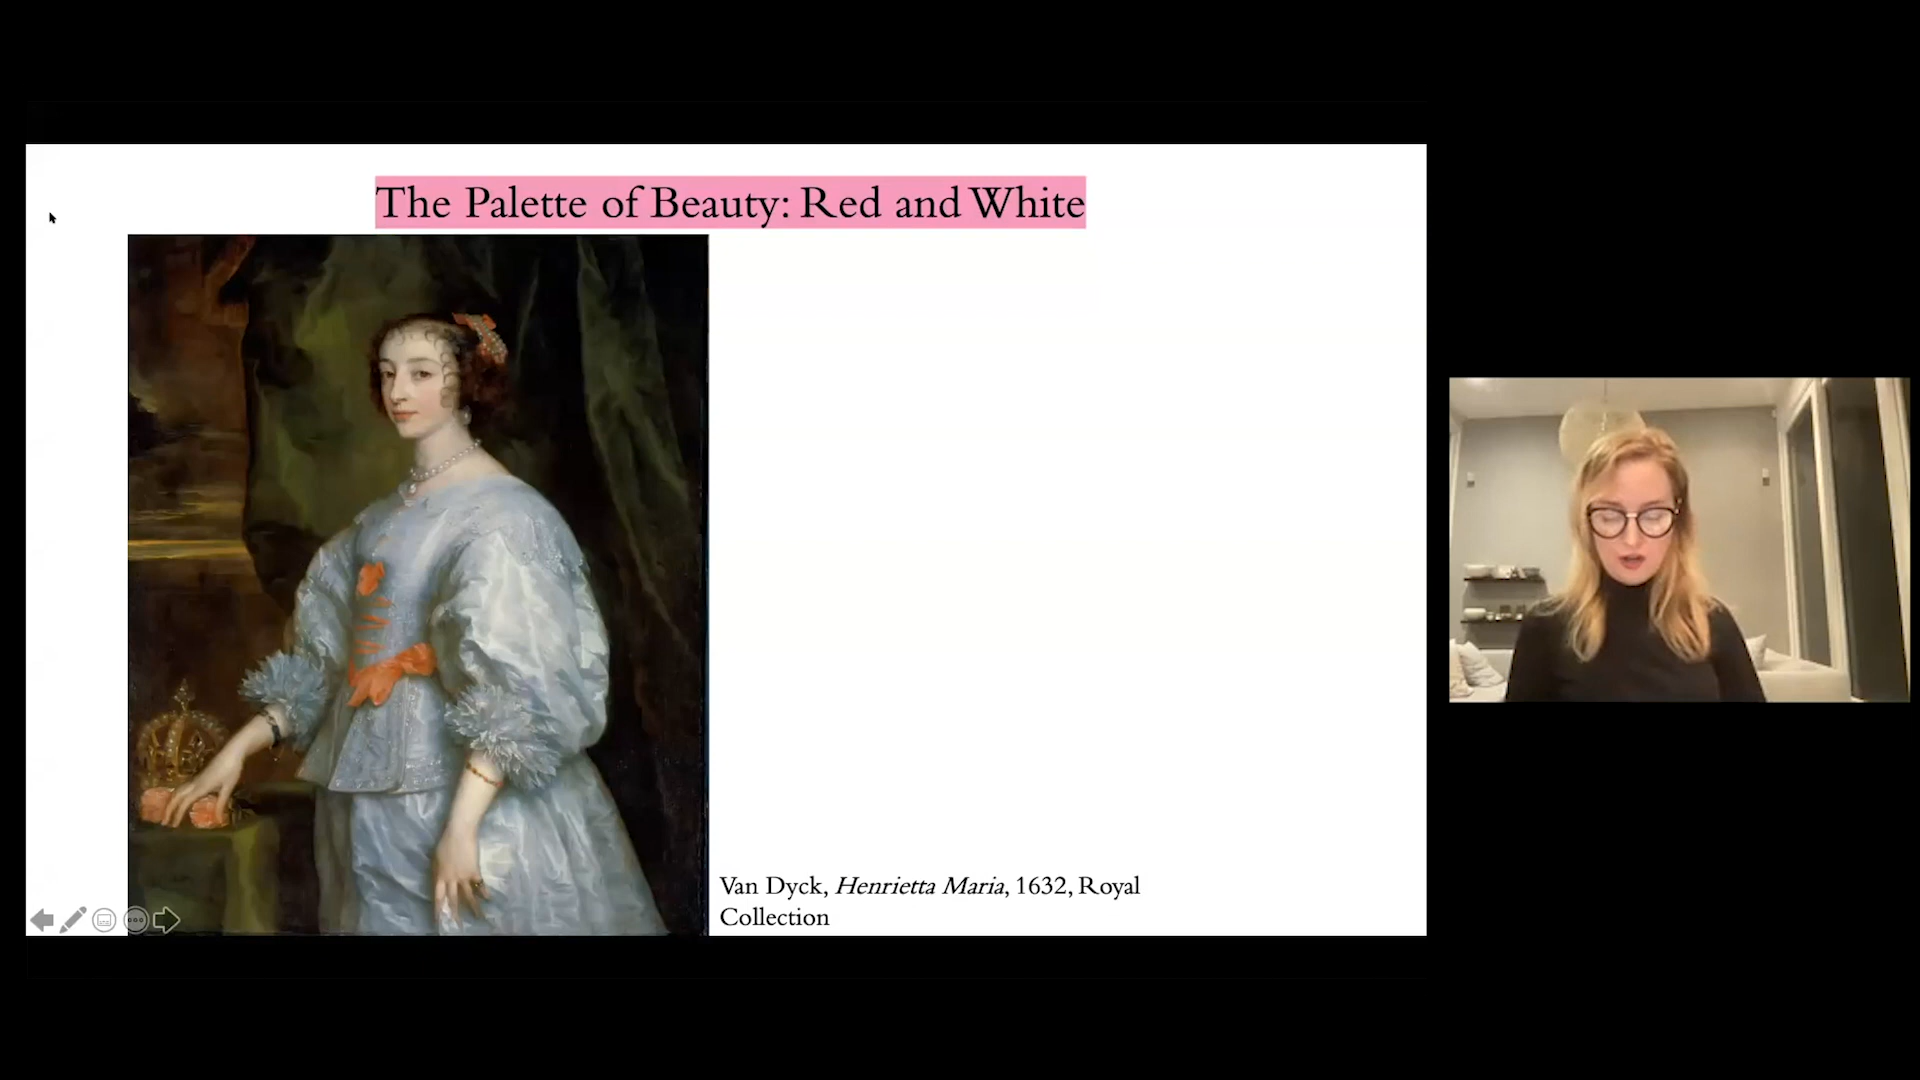 The Palette of Beauty: Red and White
Van Dyck, Henrietta Maria, 1632, Royal
Collection